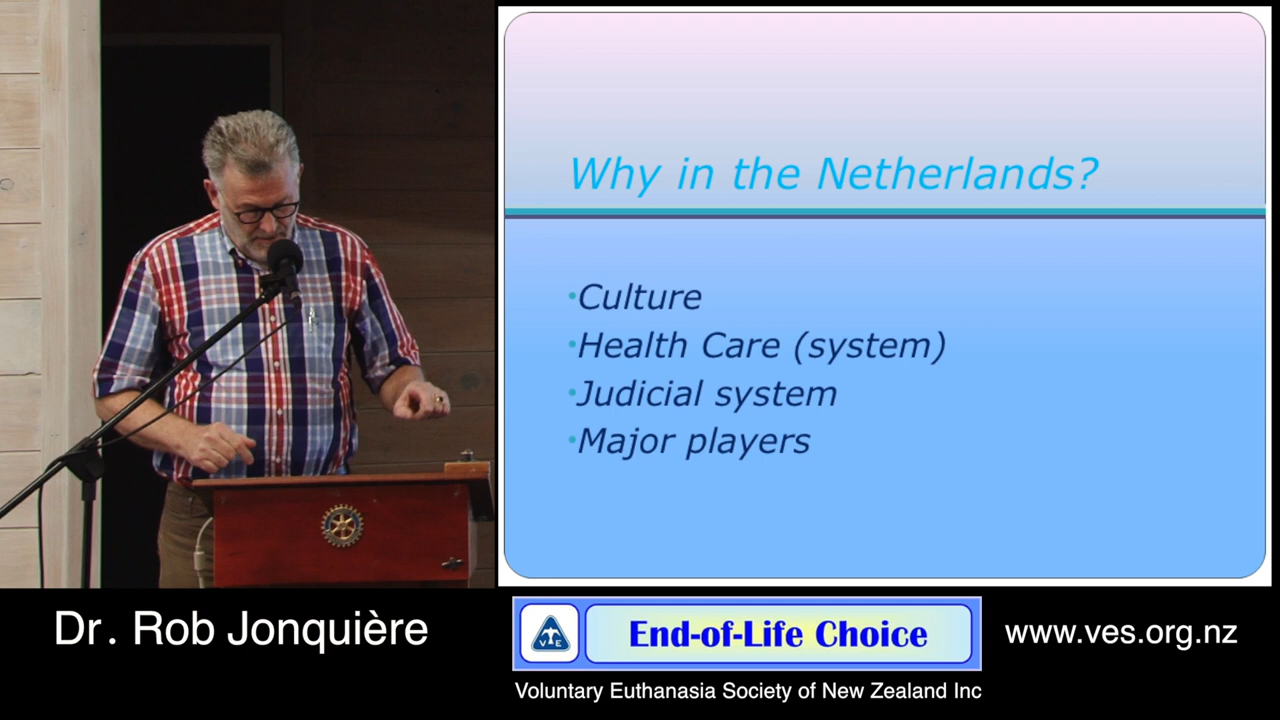 Why in the Netherlands?
•Culture
•Health Care (system)
•Judicial system
•Major players
Dr. Rob Jonquière
VE
End-of-Life Choice
www.ves.org.nz
Voluntary Euthanasia Society of New Zealand Inc